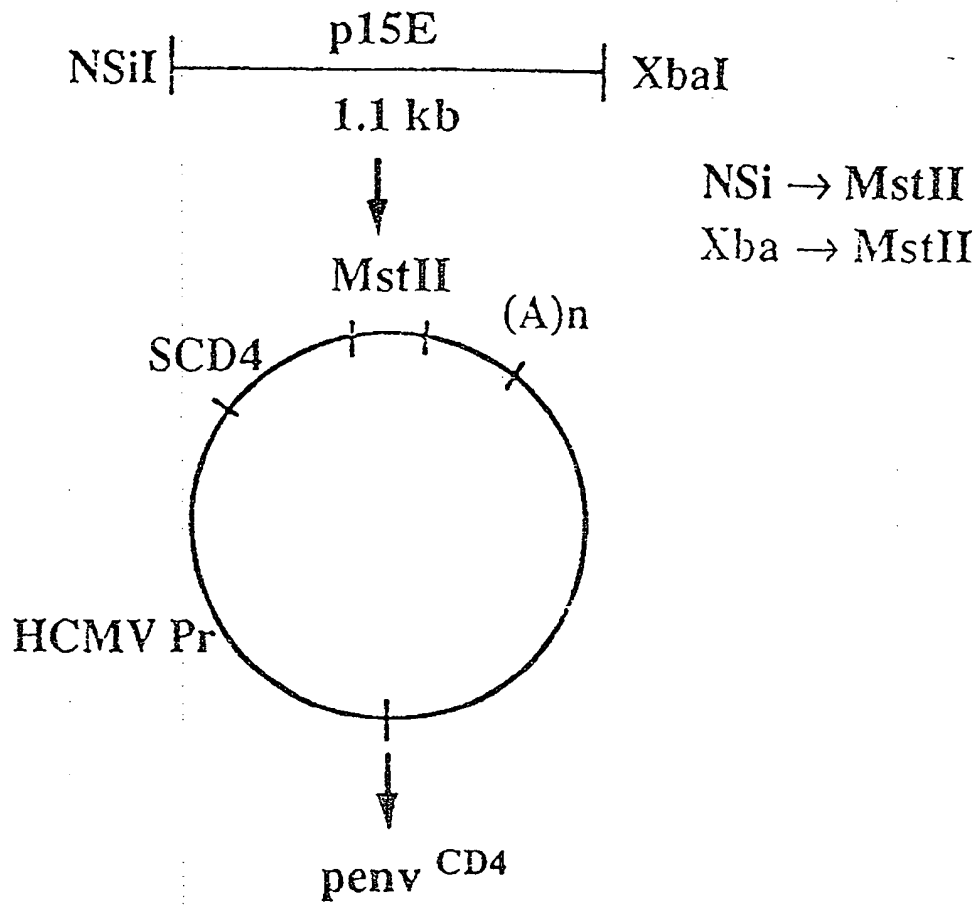 p15E
NSiI XbaI
1.1 kb
NSi → MstII
Xba → MstII
MstII
(A)n
SCD4
HCMV Pr
penv CD4